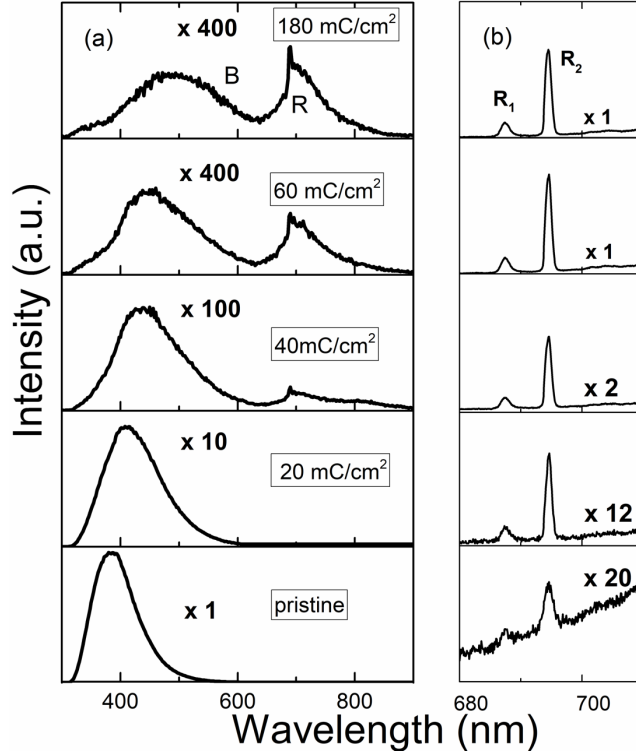 (a)
x 400
180 mC/cm²
B
R
x 400
60 mC/cm²
x 100
40mC/cm²
x 10
20 mC/cm²
x 1
pristine
400
600
800
(b)
R₁
R₂
x 1
x 1
x 2
x 12
x 20
680
700
Intensity (a.u.)
Wavelength (nm)